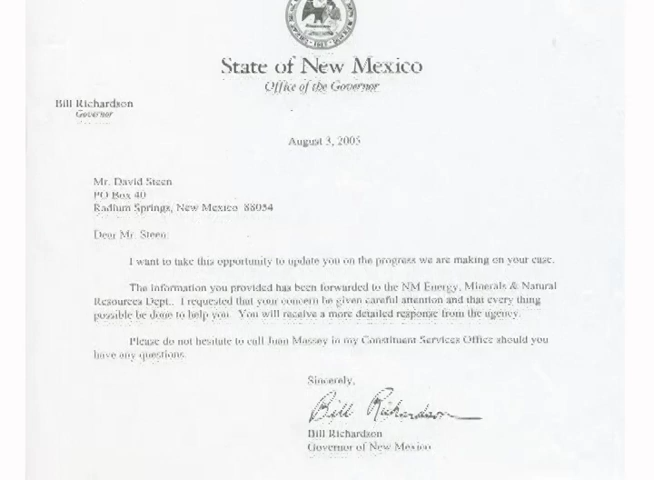 State of New Mexico
Office of the Governor
Bill Richardson
Governor
August 3, 2005
Mr. David Steen
PO Box 40
Radium Springs, New Mexico 88054
Dear Mr. Steen:
I want to take this opportunity to update you on the progress we are making on your case.
The information you provided has been forwarded to the NM Energy, Minerals & Natural
Resources Dept.. I requested that your concern be given careful attention and that every thing
possible be done to help you. You will receive a more detailed response from the agency.
Please do not hesitate to call Juan Massey in my Constituent Services Office should you
have any questions.
Sincerely,
Bill Richardson
Bill Richardson
Governor of New Mexico